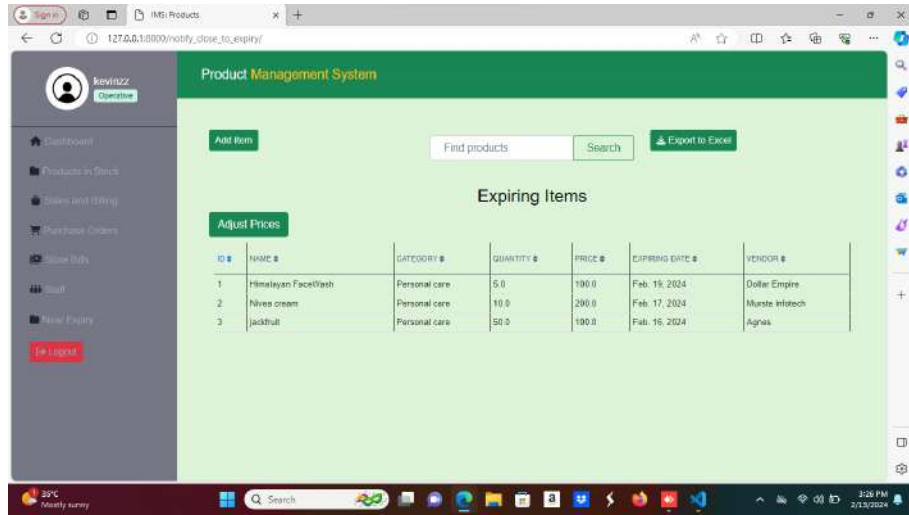 Sign in
IMS: Products
127.0.0.1:8000/notify_close_to_expiry/
kevinzz
Operative
Product Management System
Dashboard
Products in Stock
Sales and Billing
Purchase Orders
Store Bills
Staff
Near Expiry
Logout
Add Item
Find products
Search
Export to Excel
Expiring Items
Adjust Prices
ID NAME CATEGORY QUANTITY PRICE EXPIRING DATE VENDOR
1 Himalayan FaceWash Personal care 5.0 100.0 Feb. 19, 2024 Dollar Empire
2 Nivea cream Personal care 10.0 200.0 Feb. 17, 2024 Murste Infotech
3 jackfruit Personal care 50.0 100.0 Feb. 16, 2024 Agnes
35°C
Mostly sunny
Search
3:26 PM
2/13/2024